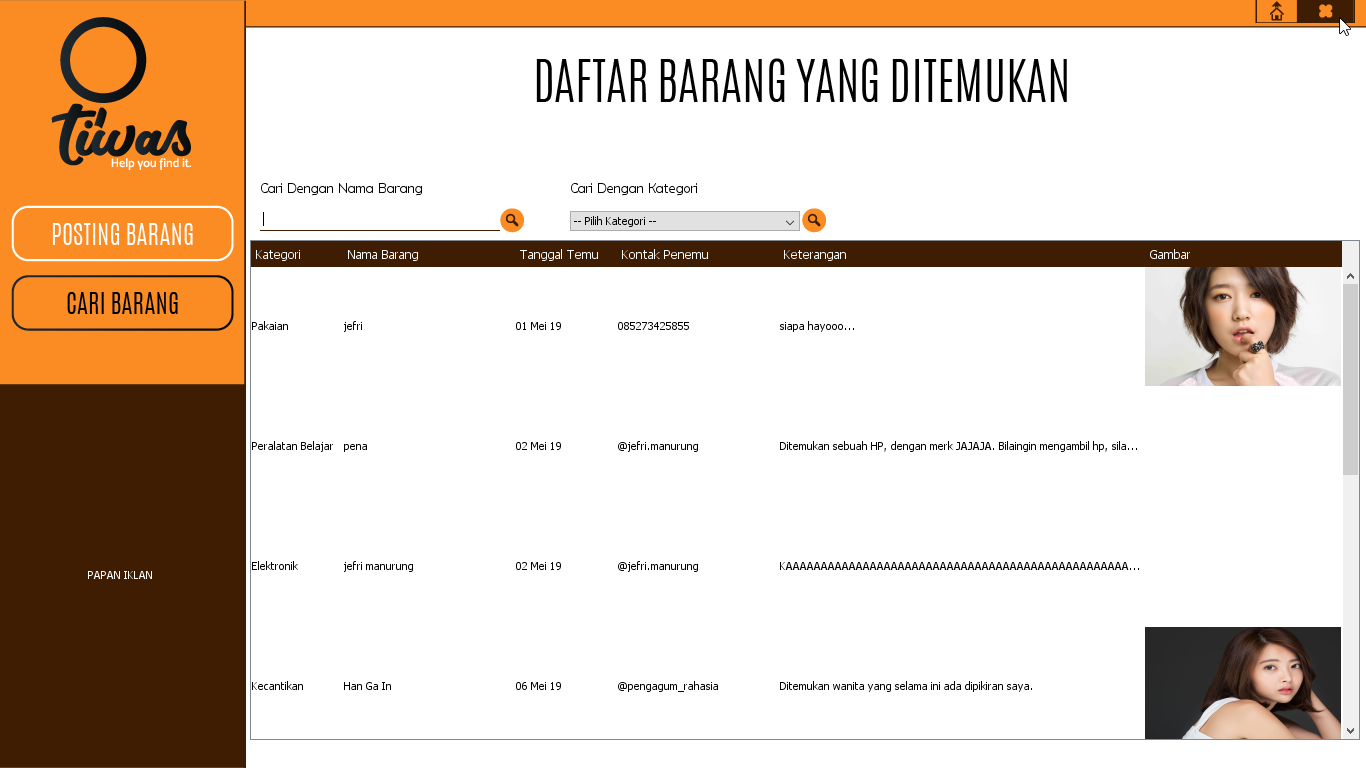 tiwas
Help you find it.
POSTING BARANG
CARI BARANG
PAPAN IKLAN
DAFTAR BARANG YANG DITEMUKAN
Cari Dengan Nama Barang Cari Dengan Kategori
-- Pilih Kategori --
Kategori Nama Barang Tanggal Temu Kontak Penemu Keterangan Gambar
Pakaian jefri 01 Mei 19 085273425855 siapa hayooo...
Peralatan Belajar pena 02 Mei 19 @jefri.manurung Ditemukan sebuah HP, dengan merk JAJAJA. Bilaingin mengambil hp, sila...
Elektronik jefri manurung 02 Mei 19 @jefri.manurung KAAAAAAAAAAAAAAAAAAAAAAAAAAAAAAAAAAAAAAAAAAAAAAAAA...
Kecantikan Han Ga In 06 Mei 19 @pengagum_rahasia Ditemukan wanita yang selama ini ada dipikiran saya.